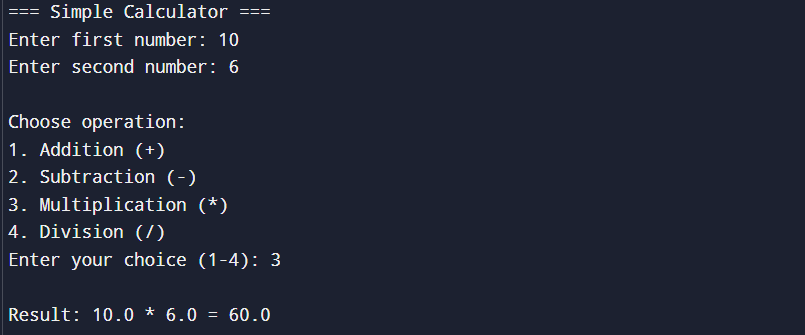 === Simple Calculator ===
Enter first number: 10
Enter second number: 6
Choose operation:
1. Addition (+)
2. Subtraction (-)
3. Multiplication (*)
4. Division (/)
Enter your choice (1-4): 3
Result: 10.0 * 6.0 = 60.0